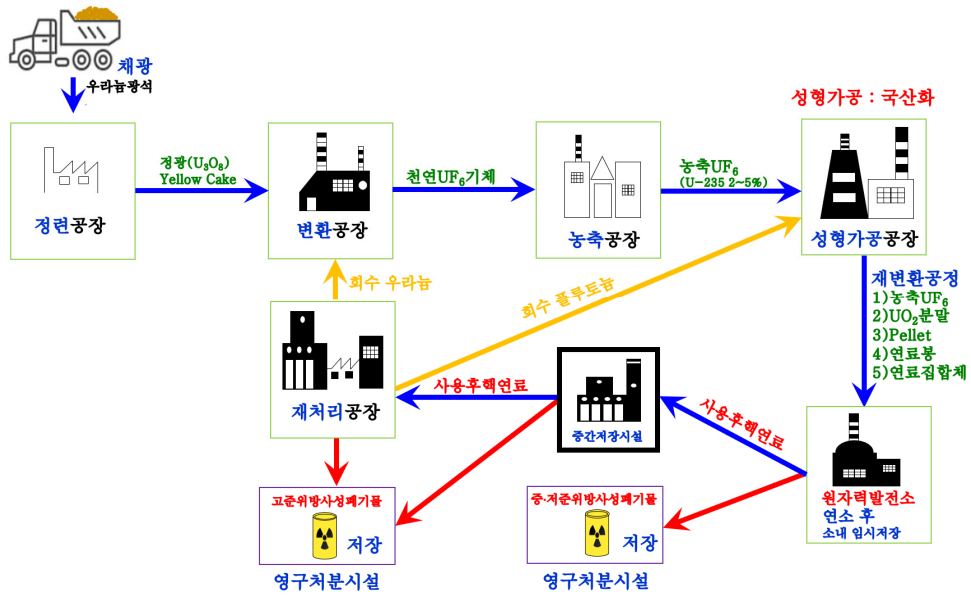 채광
우라늄광석
성형가공 : 국산화
정련공장
정광(U₃O₈)
Yellow Cake
변환공장
천연UF₆기체
농축공장
농축UF₆
(U-235 2~5%)
성형가공공장
회수 우라늄
회수 플루토늄
재변환공정
1)농축UF₆
2)UO₂분말
3)Pellet
4)연료봉
5)연료집합체
재처리공장
사용후핵연료
중간저장시설
사용후핵연료
원자력발전소
연소 후
소내 임시저장
고준위방사성폐기물
저장
영구처분시설
중·저준위방사성폐기물
저장
영구처분시설